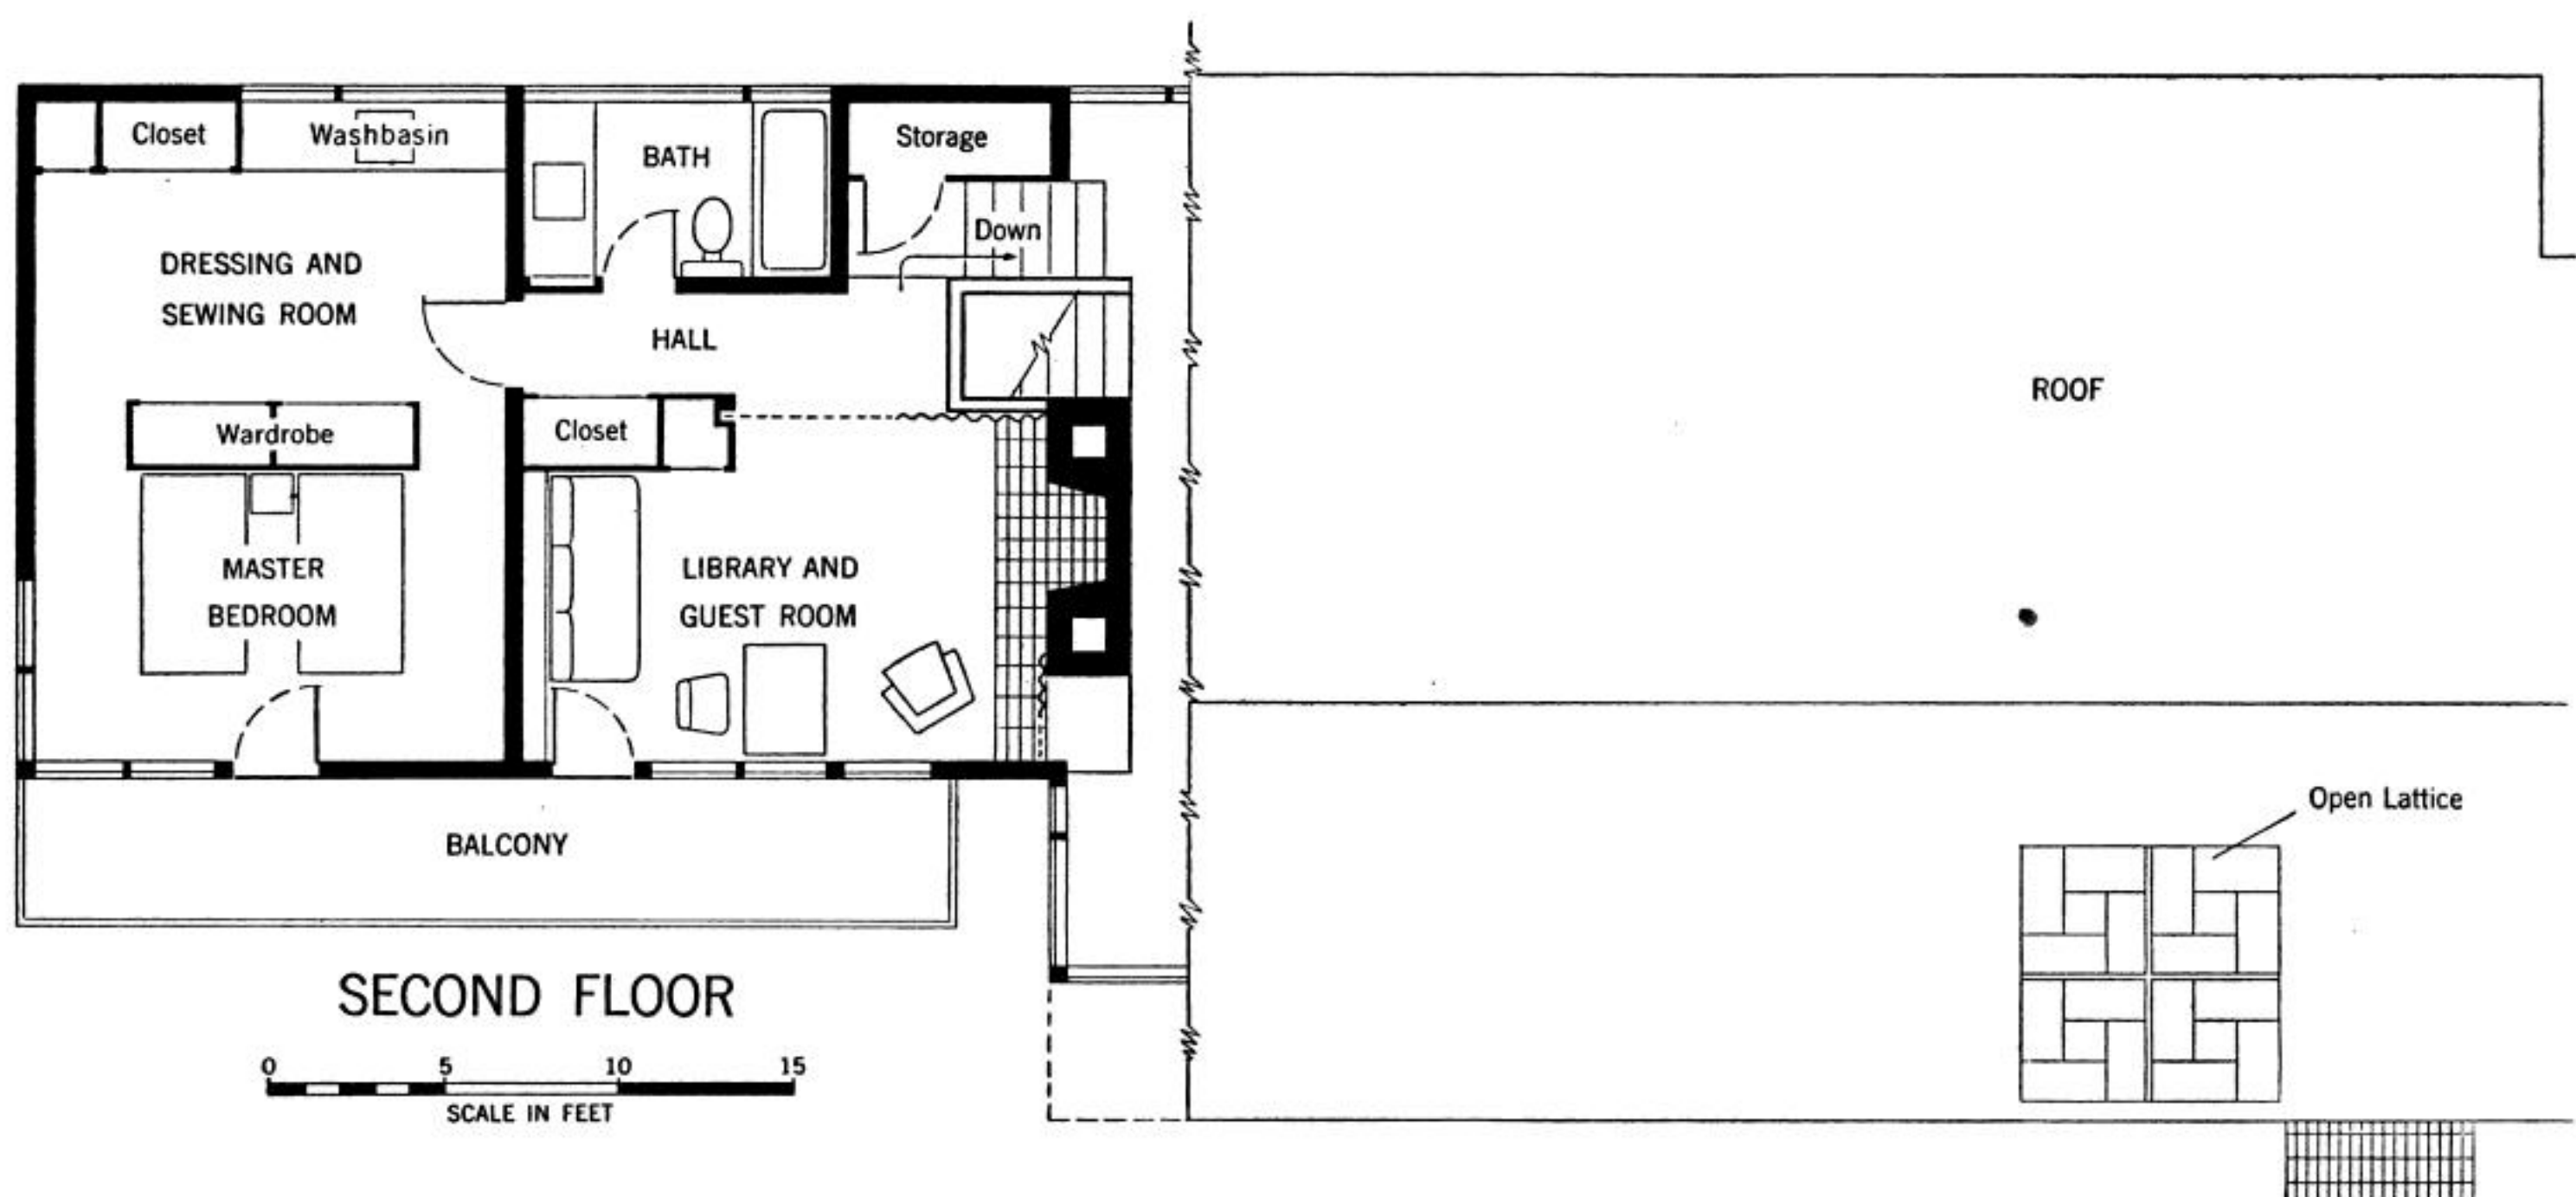 Closet
Washbasin
BATH
Storage
Down
DRESSING AND
SEWING ROOM
HALL
ROOF
Wardrobe
Closet
MASTER
BEDROOM
LIBRARY AND
GUEST ROOM
Open Lattice
BALCONY
SECOND FLOOR
0 5 10 15
SCALE IN FEET